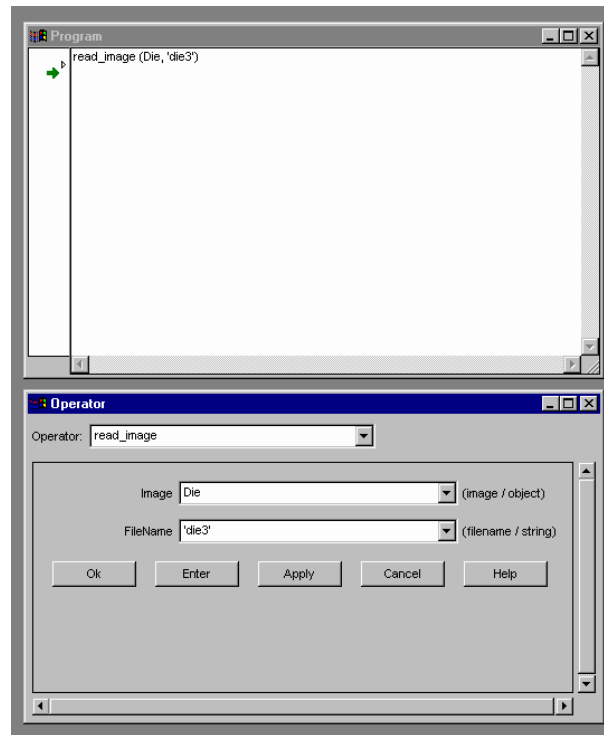 Program
read_image (Die, 'die3')
Operator
Operator: read_image
Image Die (image / object)
FileName 'die3' (filename / string)
Ok Enter Apply Cancel Help